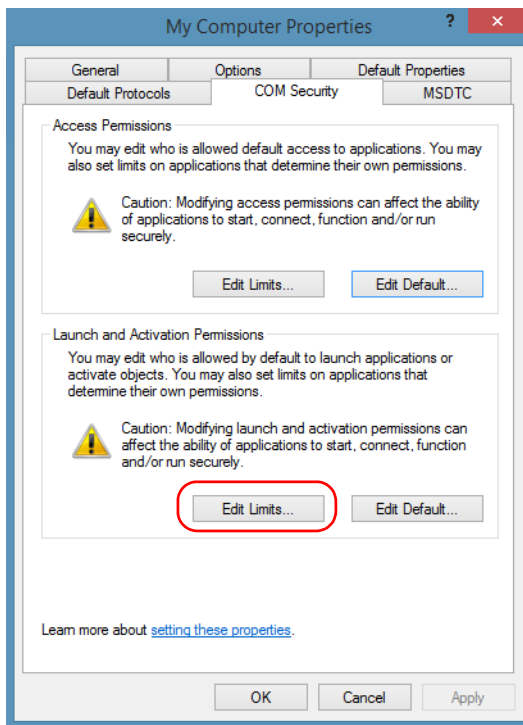 My Computer Properties
? ×
General Options Default Properties
Default Protocols COM Security MSDTC
Access Permissions
You may edit who is allowed default access to applications. You may
also set limits on applications that determine their own permissions.
Caution: Modifying access permissions can affect the ability
of applications to start, connect, function and/or run
securely.
Edit Limits... Edit Default...
Launch and Activation Permissions
You may edit who is allowed by default to launch applications or
activate objects. You may also set limits on applications that
determine their own permissions.
Caution: Modifying launch and activation permissions can
affect the ability of applications to start, connect, function
and/or run securely.
Edit Limits... Edit Default...
Learn more about setting these properties.
OK Cancel Apply